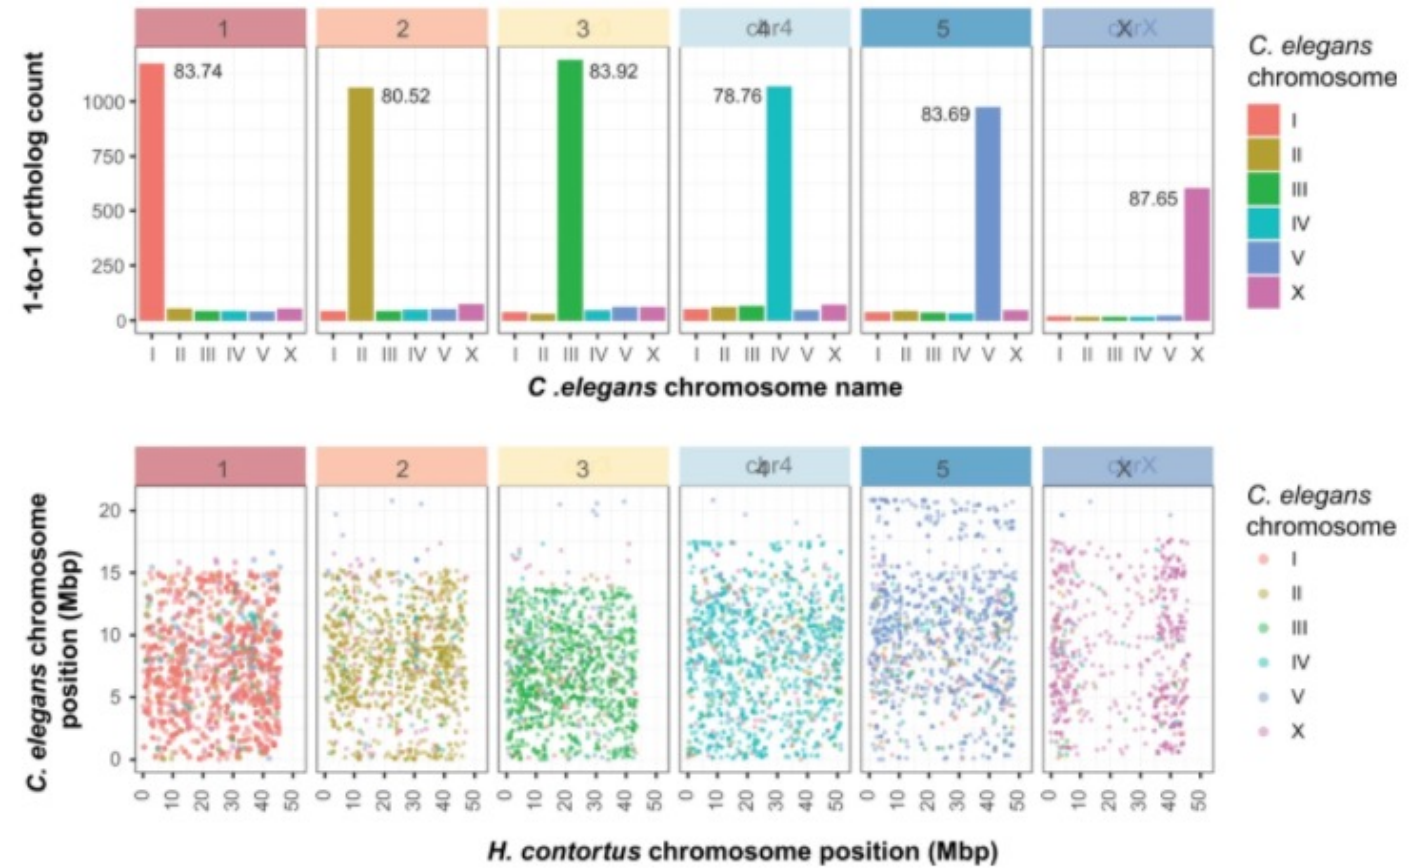 1 2 3 chr4 5 chrX
C. elegans
chromosome
I
II
III
IV
V
X
1-to-1 ortholog count
1000
750
500
250
0
83.74
80.52
83.92
78.76
83.69
87.65
I II III IV V X I II III IV V X I II III IV V X I II III IV V X I II III IV V X I II III IV V X
C .elegans chromosome name
1 2 3 chr4 5 chrX
C. elegans
chromosome
I
II
III
IV
V
X
C. elegans chromosome
position (Mbp)
20
15
10
5
0
0 10 20 30 40 50 0 10 20 30 40 50 0 10 20 30 40 50 0 10 20 30 40 50 0 10 20 30 40 50 0 10 20 30 40 50
H. contortus chromosome position (Mbp)